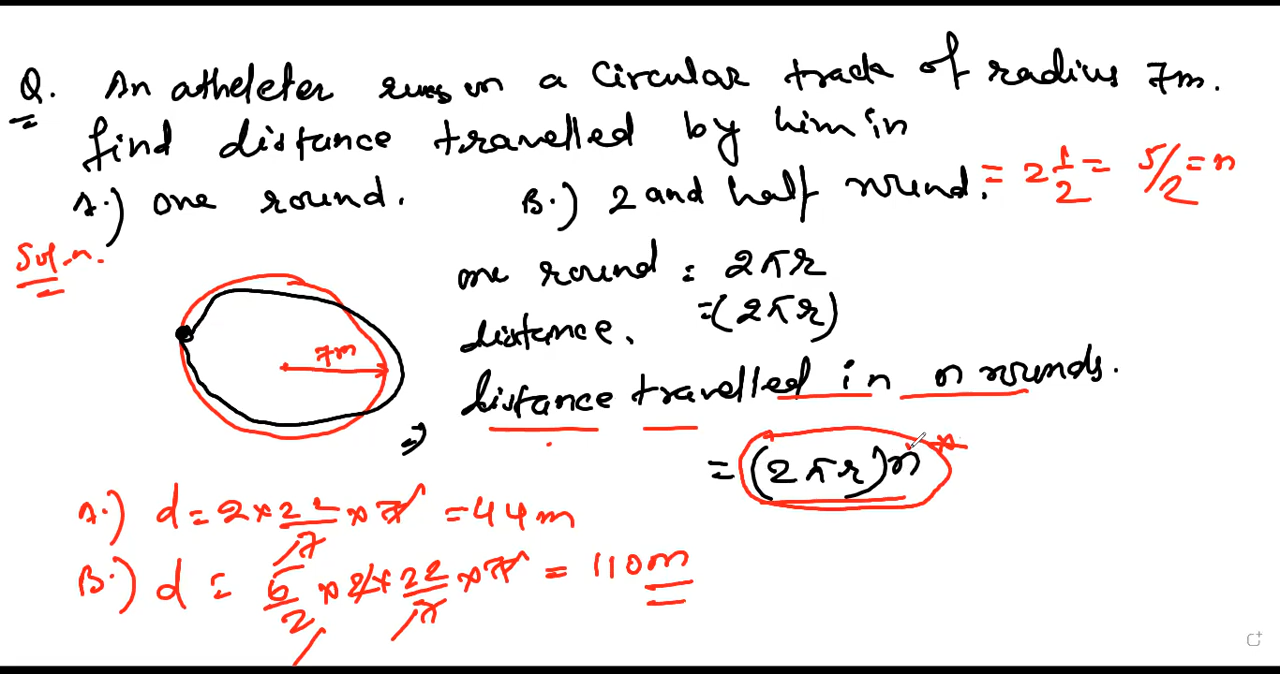 Q. An atheleter runs on a Circular track of radius 7m.
find distance travelled by him in
A.) one round. B.) 2 and half round. = 2 1/2 = 5/2 = n
Sol.n.
one round = 2πr
distance. =(2πr)
7m
distance travelled in n rounds.
⇒
= (2πr)n
A.) d = 2 × 22/7 × 7 = 44m
B.) d = 5/2 × 2 × 22/7 × 7 = 110m